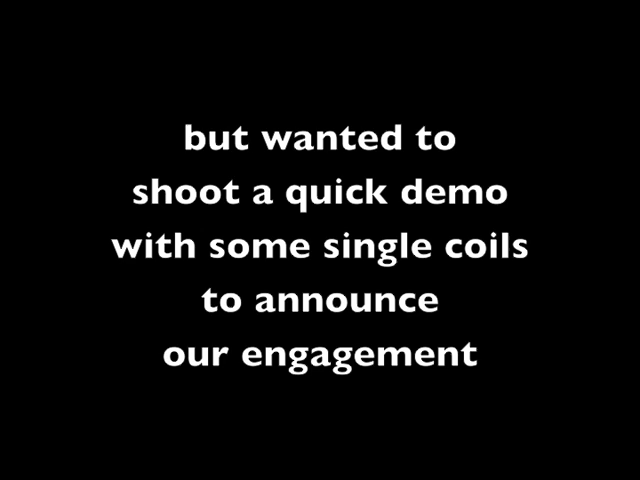 but wanted to
shoot a quick demo
with some single coils
to announce
our engagement